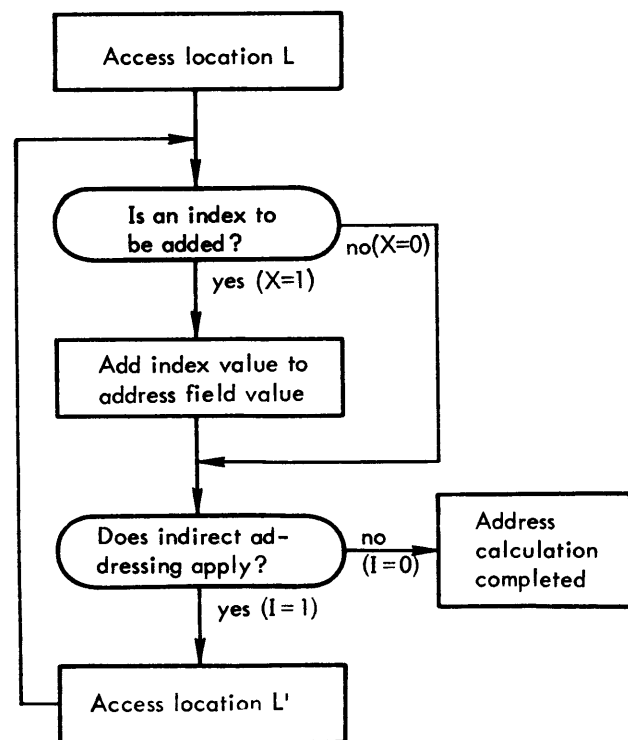 Access location L
Is an index to
be added?
no(X=0)
yes (X=1)
Add index value to
address field value
Does indirect ad-
dressing apply?
no
(I=0)
Address
calculation
completed
yes (I=1)
Access location L'